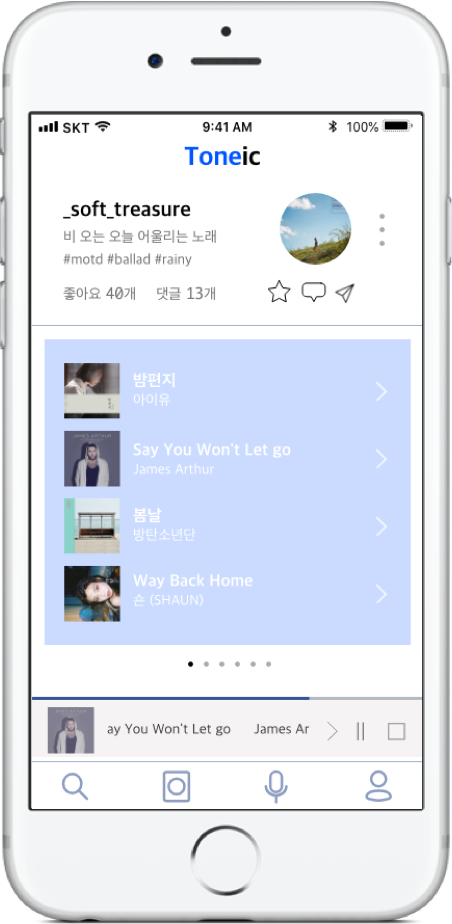 SKT 9:41 AM 100%
Toneic
_soft_treasure
비 오는 오늘 어울리는 노래
#motd #ballad #rainy
좋아요 40개 댓글 13개
밤편지
아이유
Say You Won't Let go
James Arthur
봄날
방탄소년단
Way Back Home
숀 (SHAUN)
ay You Won't Let go James Ar